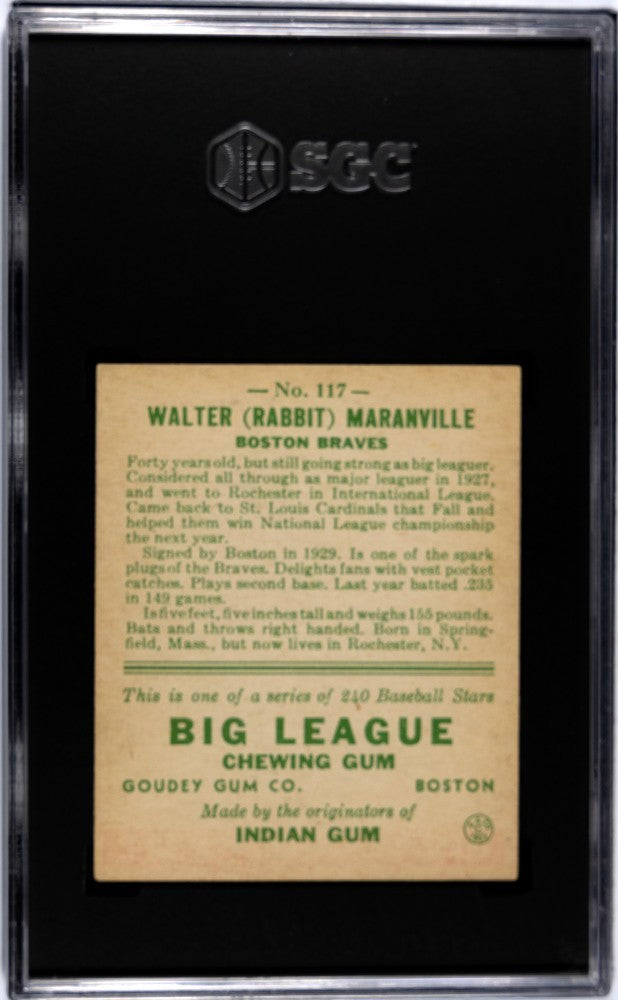 SGC
— No. 117 —
WALTER (RABBIT) MARANVILLE
BOSTON BRAVES
Forty years old, but still going strong as big leaguer.
Considered all through as major leaguer in 1927,
and went to Rochester in International League.
Came back to St. Louis Cardinals that Fall and
helped them win National League championship
the next year.
Signed by Boston in 1929. Is one of the spark
plugs of the Braves. Delights fans with vest pocket
catches. Plays second base. Last year batted .235
in 149 games.
Is five feet, five inches tall and weighs 155 pounds.
Bats and throws right handed. Born in Spring-
field, Mass., but now lives in Rochester, N.Y.
This is one of a series of 240 Baseball Stars
BIG LEAGUE
CHEWING GUM
GOUDEY GUM CO. BOSTON
Made by the originators of
INDIAN GUM